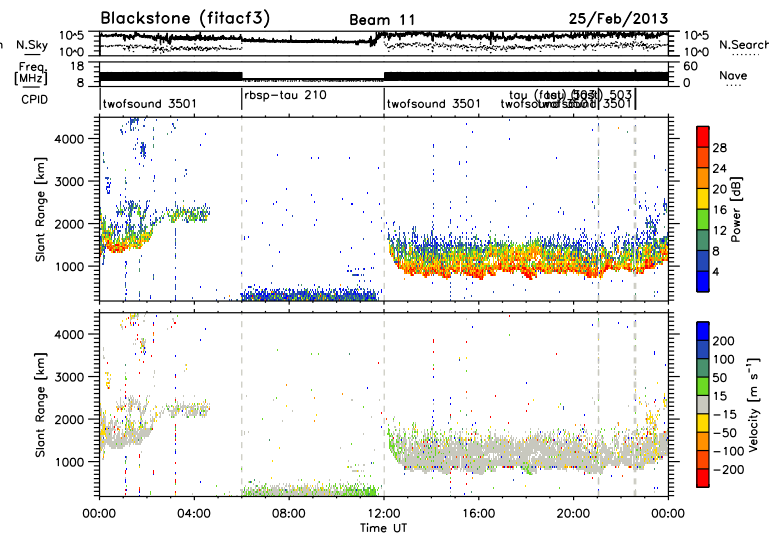 Blackstone (fitacf3) Beam 11 25/Feb/2013
N.Sky 10^5 10^0 10^5 10^0 N.Search
Freq. [MHz] 18 8 60 0 Nave
CPID twofsound 3501 rbsp-tau 210 twofsound 3501 tau (fast) 503 twofsound 3501
Slant Range [km] 4000 3000 2000 1000
Power [dB] 28 24 20 16 12 8 4
Slant Range [km] 4000 3000 2000 1000
Velocity [m s⁻¹] 200 100 50 15 -15 -50 -100 -200
00:00 04:00 08:00 12:00 16:00 20:00 00:00
Time UT